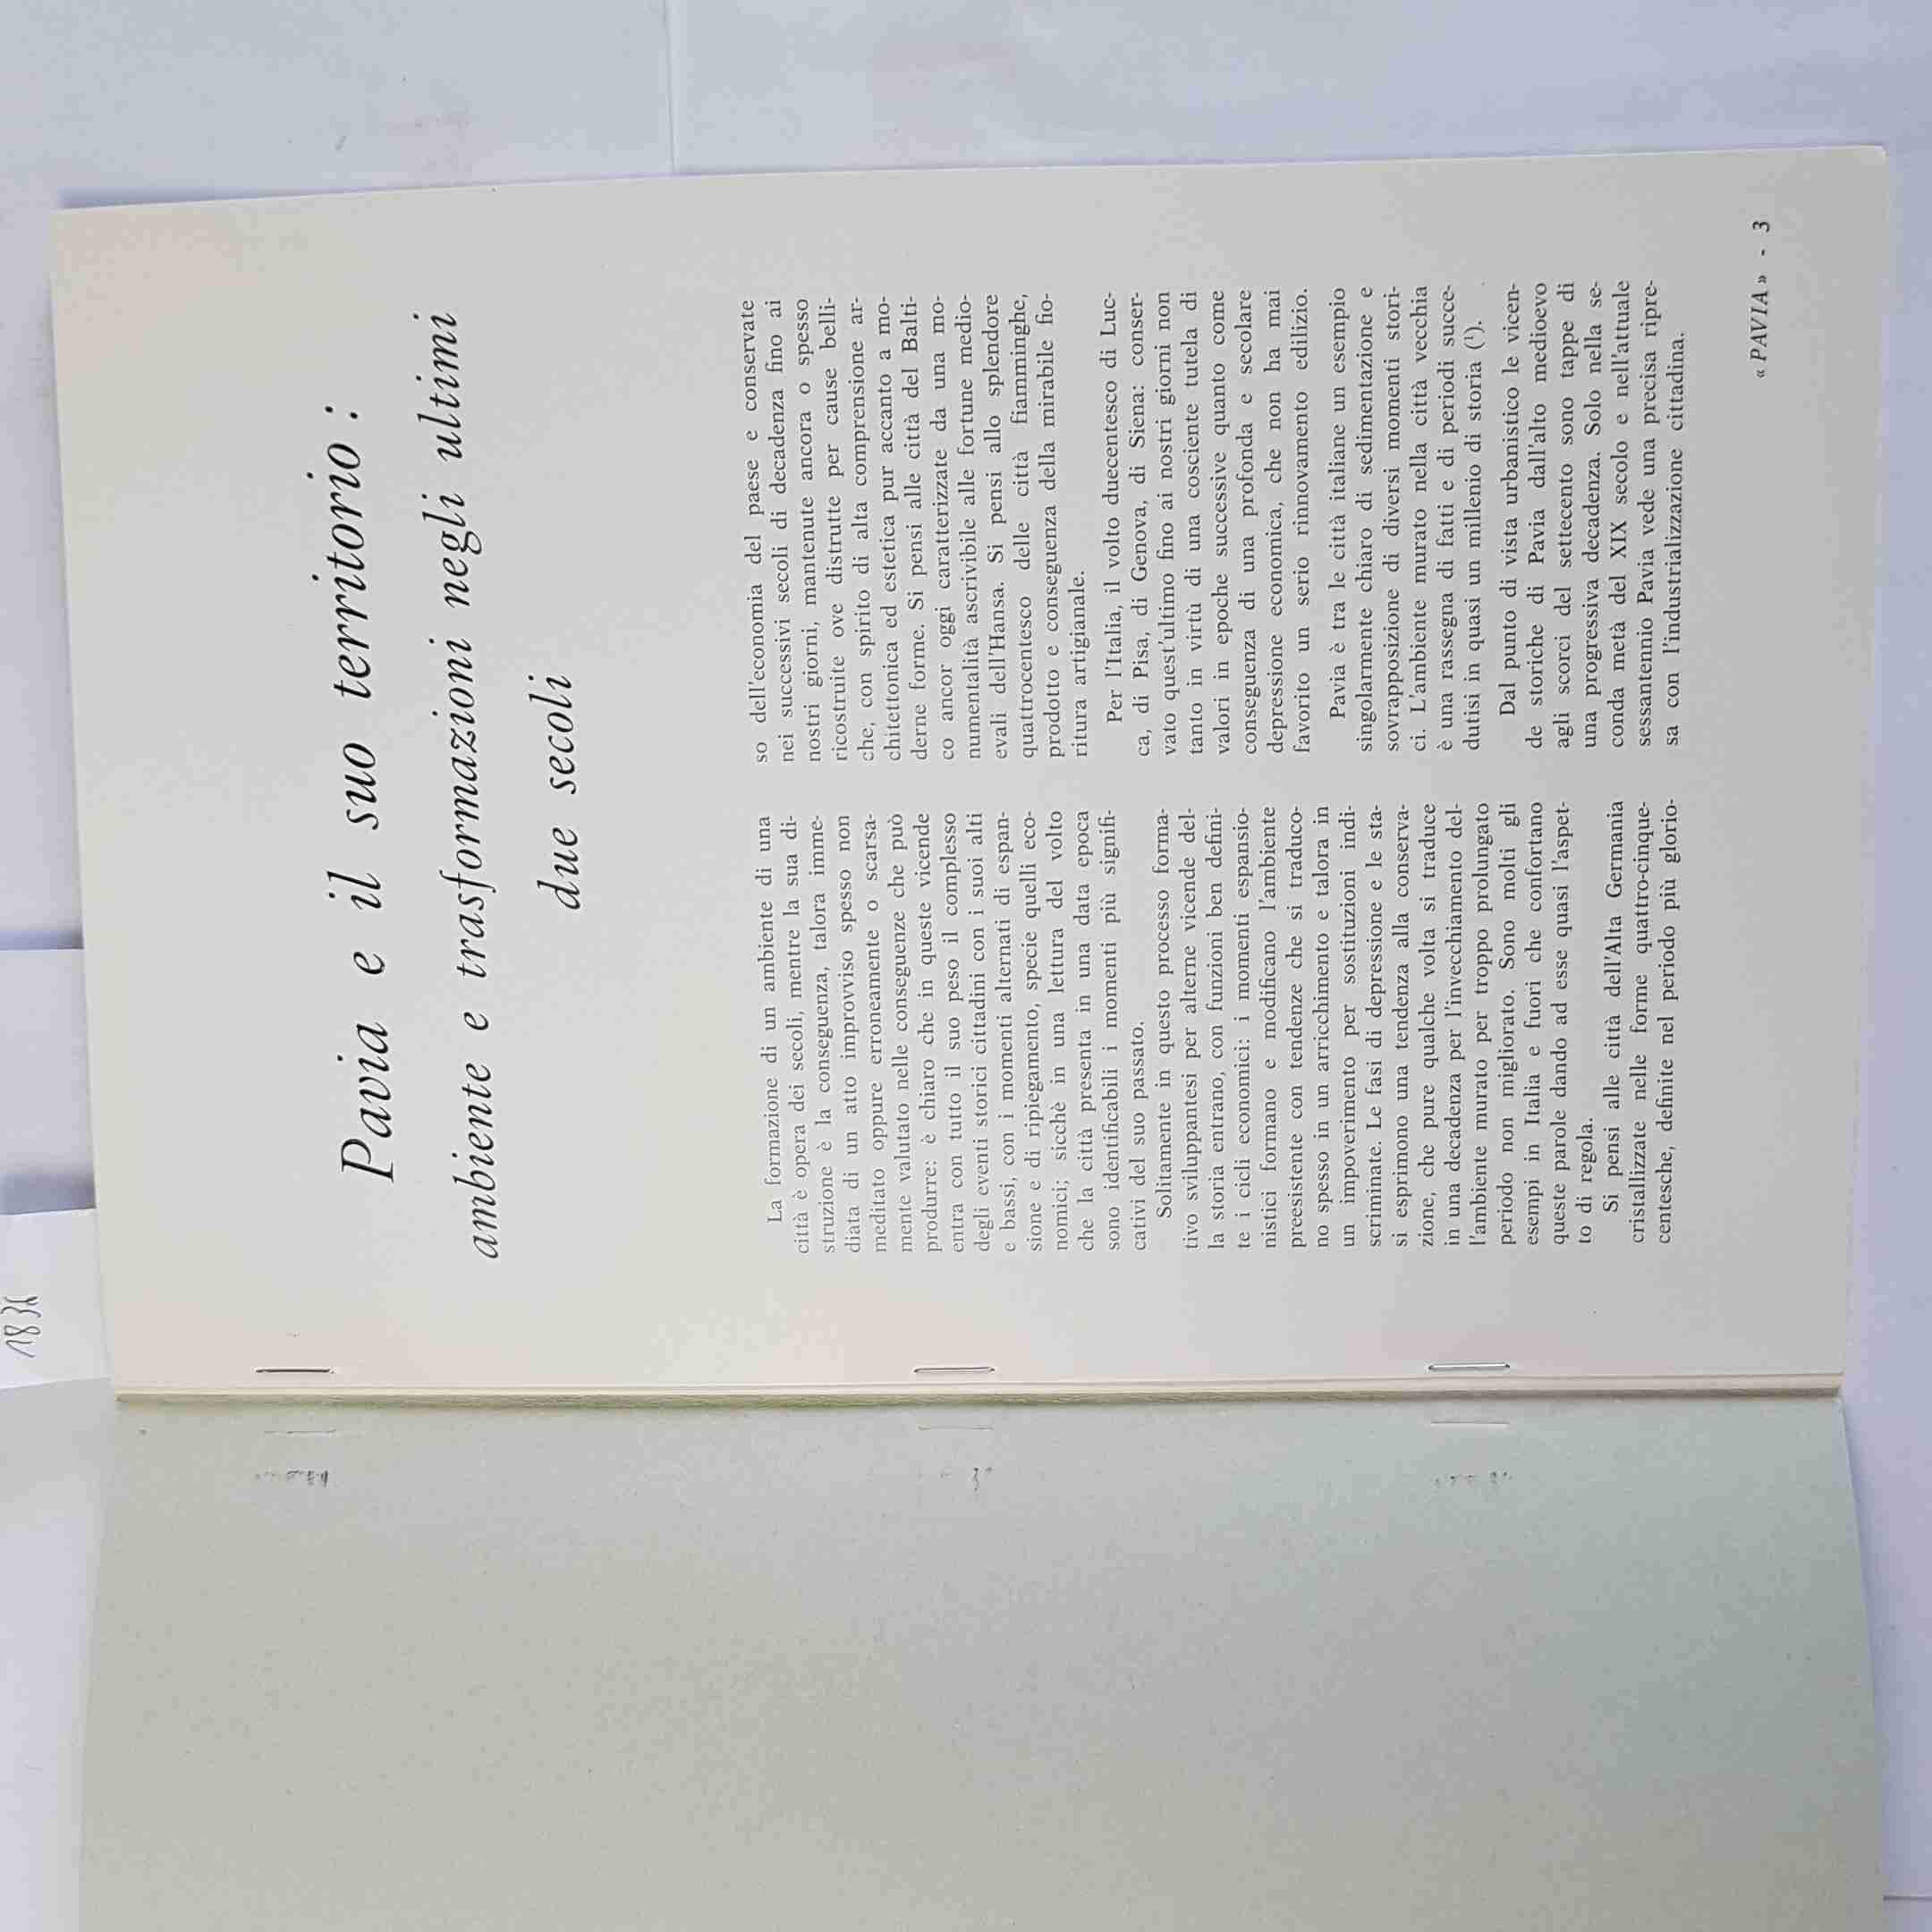 Pavia e il suo territorio :
ambiente e trasformazioni negli ultimi
due secoli
La formazione di un ambiente di una
città è opera dei secoli, mentre la sua di-
struzione è la conseguenza, talora imme-
diata di un atto improvviso spesso non
meditato oppure erroneamente o scarsa-
mente valutato nelle conseguenze che può
produrre: è chiaro che in queste vicende
entra con tutto il suo peso il complesso
degli eventi storici cittadini con i suoi alti
e bassi, con i momenti alternati di espan-
sione e di ripiegamento, specie quelli eco-
nomici; sicchè in una lettura del volto
che la città presenta in una data epoca
sono identificabili i momenti più signifi-
cativi del suo passato.
Solitamente in questo processo forma-
tivo sviluppantesi per alterne vicende del-
la storia entrano, con funzioni ben defini-
te i cicli economici: i momenti espansio-
nistici formano e modificano l'ambiente
preesistente con tendenze che si traduco-
no spesso in un arricchimento e talora in
un impoverimento per sostituzioni indi-
scriminate. Le fasi di depressione e le sta-
si esprimono una tendenza alla conserva-
zione, che pure qualche volta si traduce
in una decadenza per l'invecchiamento del-
l'ambiente murato per troppo prolungato
periodo non migliorato. Sono molti gli
esempi in Italia e fuori che confortano
queste parole dando ad esse quasi l'aspet-
to di regola.
Si pensi alle città dell'Alta Germania
cristallizzate nelle forme quattro-cinque-
centesche, definite nel periodo più glorio-
so dell'economia del paese e conservate
nei successivi secoli di decadenza fino ai
nostri giorni, mantenute ancora o spesso
ricostruite ove distrutte per cause belli-
che, con spirito di alta comprensione ar-
chitettonica ed estetica pur accanto a mo-
derne forme. Si pensi alle città del Balti-
co ancor oggi caratterizzate da una mo-
numentalità ascrivibile alle fortune medio-
evali dell'Hansa. Si pensi allo splendore
quattrocentesco delle città fiamminghe,
prodotto e conseguenza della mirabile fio-
ritura artigianale.
Per l'Italia, il volto duecentesco di Luc-
ca, di Pisa, di Genova, di Siena: conser-
vato quest'ultimo fino ai nostri giorni non
tanto in virtù di una cosciente tutela di
valori in epoche successive quanto come
conseguenza di una profonda e secolare
depressione economica, che non ha mai
favorito un serio rinnovamento edilizio.
Pavia è tra le città italiane un esempio
singolarmente chiaro di sedimentazione e
sovrapposizione di diversi momenti stori-
ci. L'ambiente murato nella città vecchia
è una rassegna di fatti e di periodi succe-
dutisi in quasi un millenio di storia (¹).
Dal punto di vista urbanistico le vicen-
de storiche di Pavia dall'alto medioevo
agli scorci del settecento sono tappe di
una progressiva decadenza. Solo nella se-
conda metà del XIX secolo e nell'attuale
sessantennio Pavia vede una precisa ripre-
sa con l'industrializzazione cittadina.
« PAVIA » - 3
1836